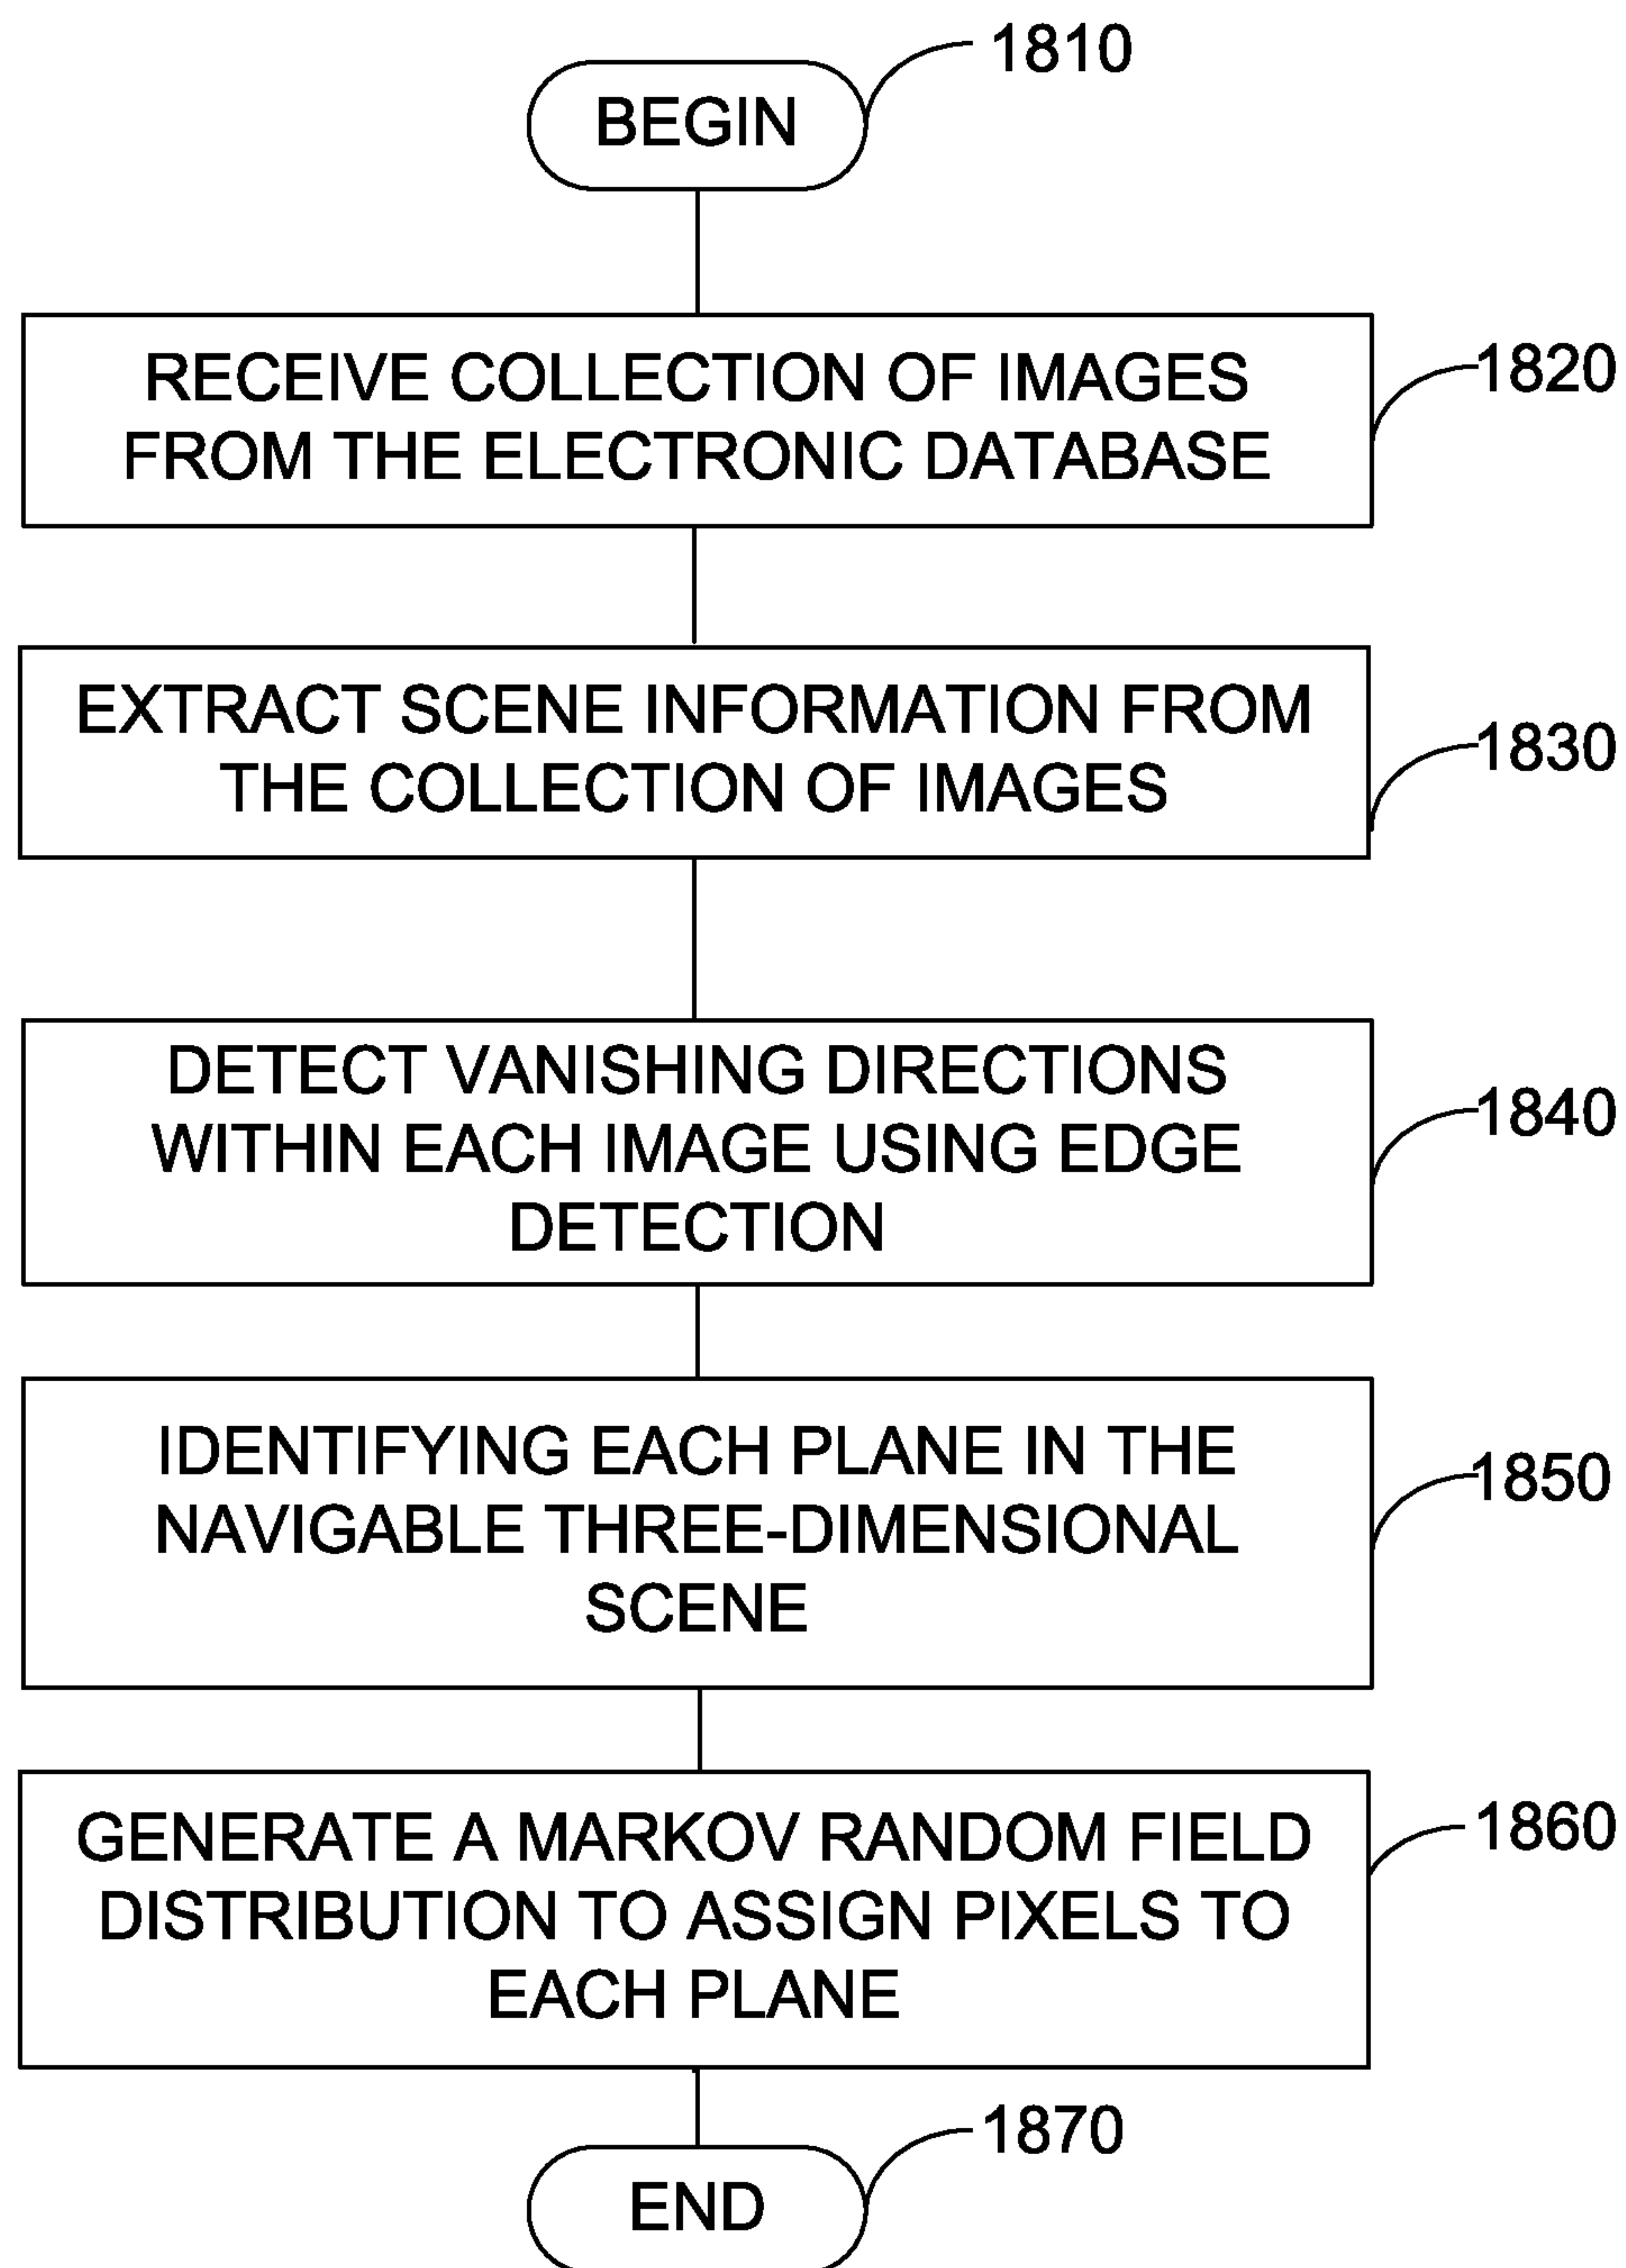 1810
BEGIN
RECEIVE COLLECTION OF IMAGES
FROM THE ELECTRONIC DATABASE
1820
EXTRACT SCENE INFORMATION FROM
THE COLLECTION OF IMAGES
1830
DETECT VANISHING DIRECTIONS
WITHIN EACH IMAGE USING EDGE
DETECTION
1840
IDENTIFYING EACH PLANE IN THE
NAVIGABLE THREE-DIMENSIONAL
SCENE
1850
GENERATE A MARKOV RANDOM FIELD
DISTRIBUTION TO ASSIGN PIXELS TO
EACH PLANE
1860
1870
END